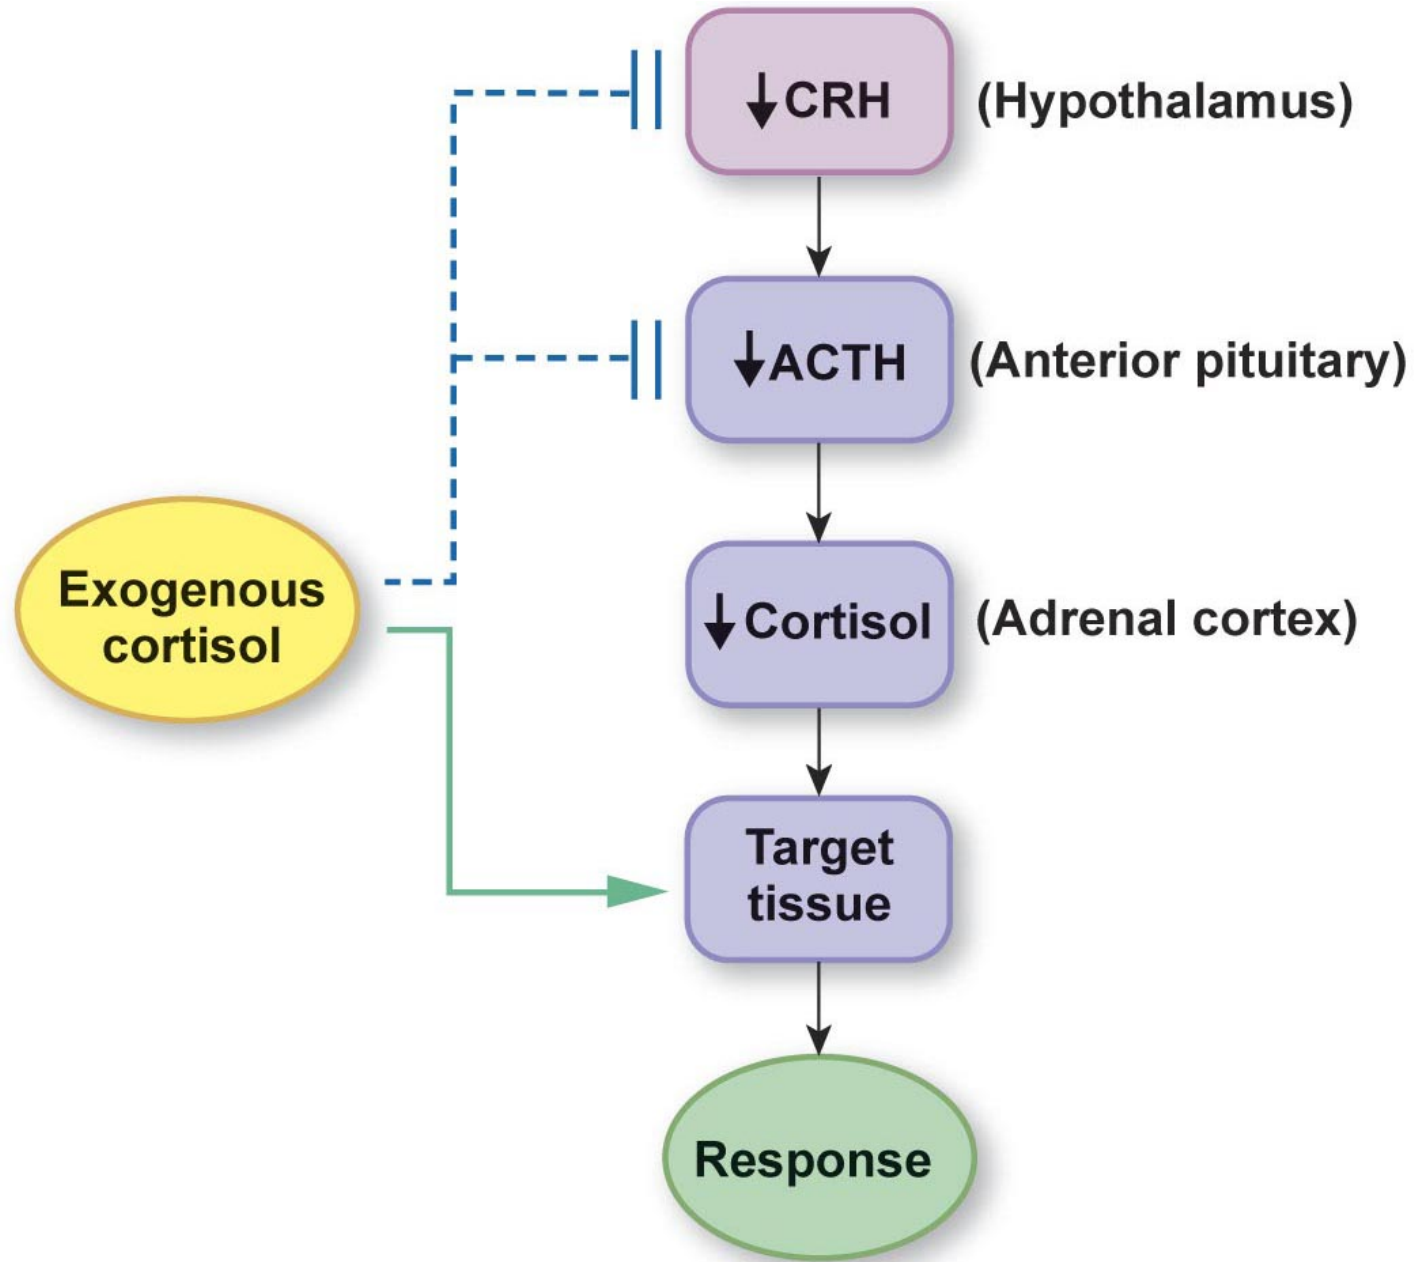 ↓CRH
(Hypothalamus)
↓ACTH
(Anterior pituitary)
Exogenous
cortisol
↓Cortisol
(Adrenal cortex)
Target
tissue
Response